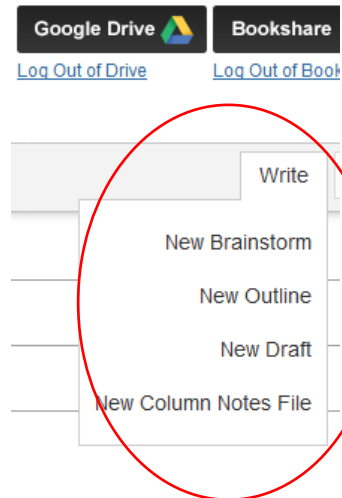 Google Drive Bookshare
Log Out of Drive Log Out of Book
Write
New Brainstorm
New Outline
New Draft
New Column Notes File